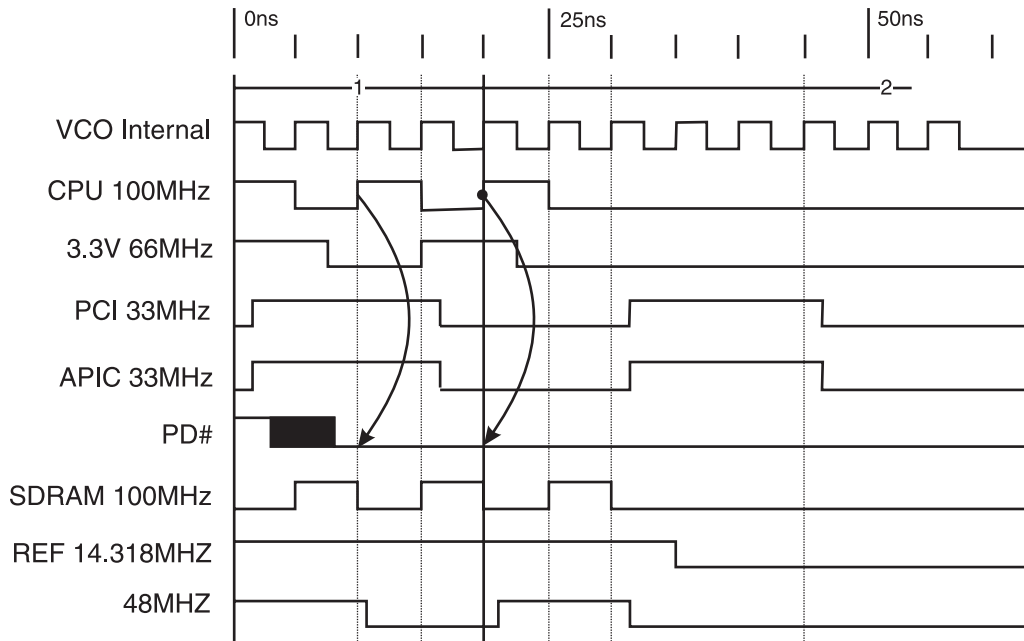 0ns 25ns 50ns
1 2
VCO Internal
CPU 100MHz
3.3V 66MHz
PCI 33MHz
APIC 33MHz
PD#
SDRAM 100MHz
REF 14.318MHZ
48MHZ